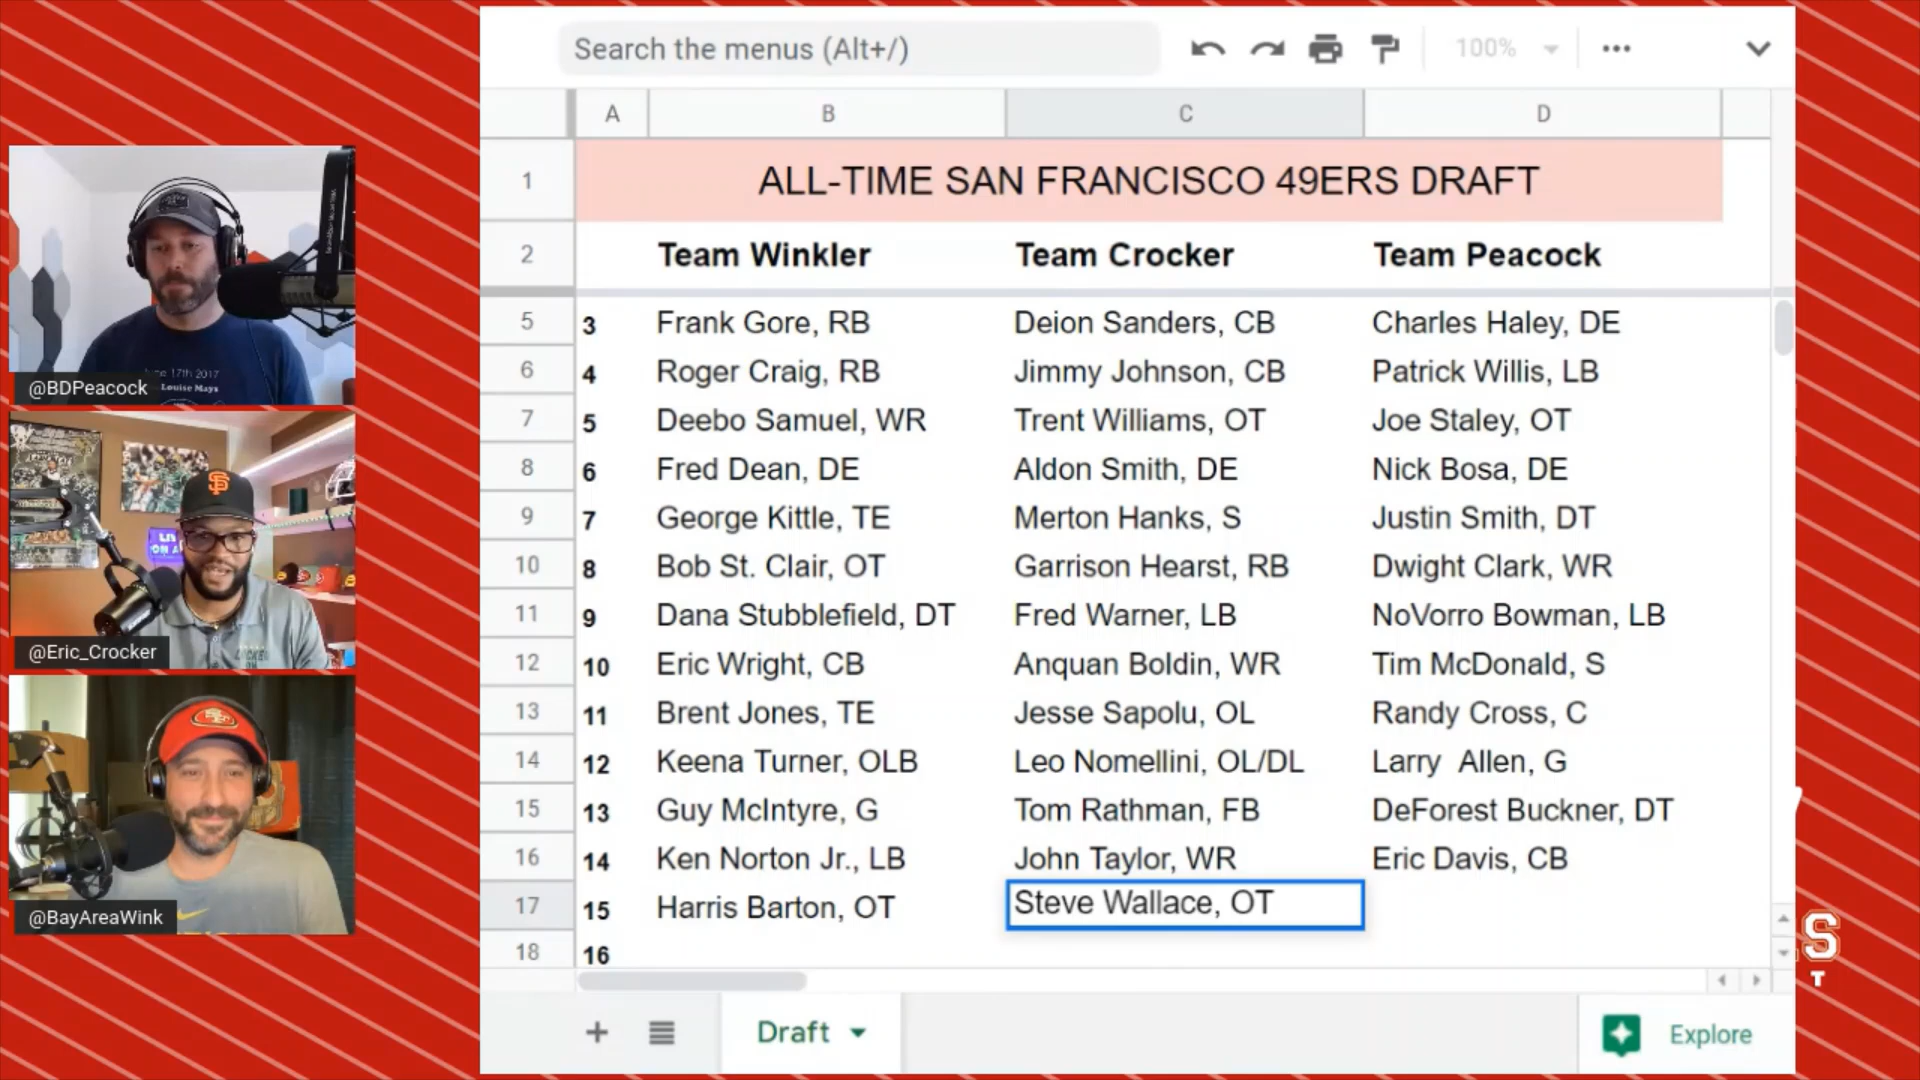 Search the menus (Alt+/)
100%
A B C D
1 ALL-TIME SAN FRANCISCO 49ERS DRAFT
2 Team Winkler Team Crocker Team Peacock
5 3 Frank Gore, RB Deion Sanders, CB Charles Haley, DE
6 4 Roger Craig, RB Jimmy Johnson, CB Patrick Willis, LB
7 5 Deebo Samuel, WR Trent Williams, OT Joe Staley, OT
8 6 Fred Dean, DE Aldon Smith, DE Nick Bosa, DE
9 7 George Kittle, TE Merton Hanks, S Justin Smith, DT
10 8 Bob St. Clair, OT Garrison Hearst, RB Dwight Clark, WR
11 9 Dana Stubblefield, DT Fred Warner, LB NoVorro Bowman, LB
12 10 Eric Wright, CB Anquan Boldin, WR Tim McDonald, S
13 11 Brent Jones, TE Jesse Sapolu, OL Randy Cross, C
14 12 Keena Turner, OLB Leo Nomellini, OL/DL Larry Allen, G
15 13 Guy McIntyre, G Tom Rathman, FB DeForest Buckner, DT
16 14 Ken Norton Jr., LB John Taylor, WR Eric Davis, CB
17 15 Harris Barton, OT Steve Wallace, OT
18 16
Draft
Explore
June 17th 2017
Louise Mays
@BDPeacock
SF
@Eric_Crocker
SF
@BayAreaWink
S
T